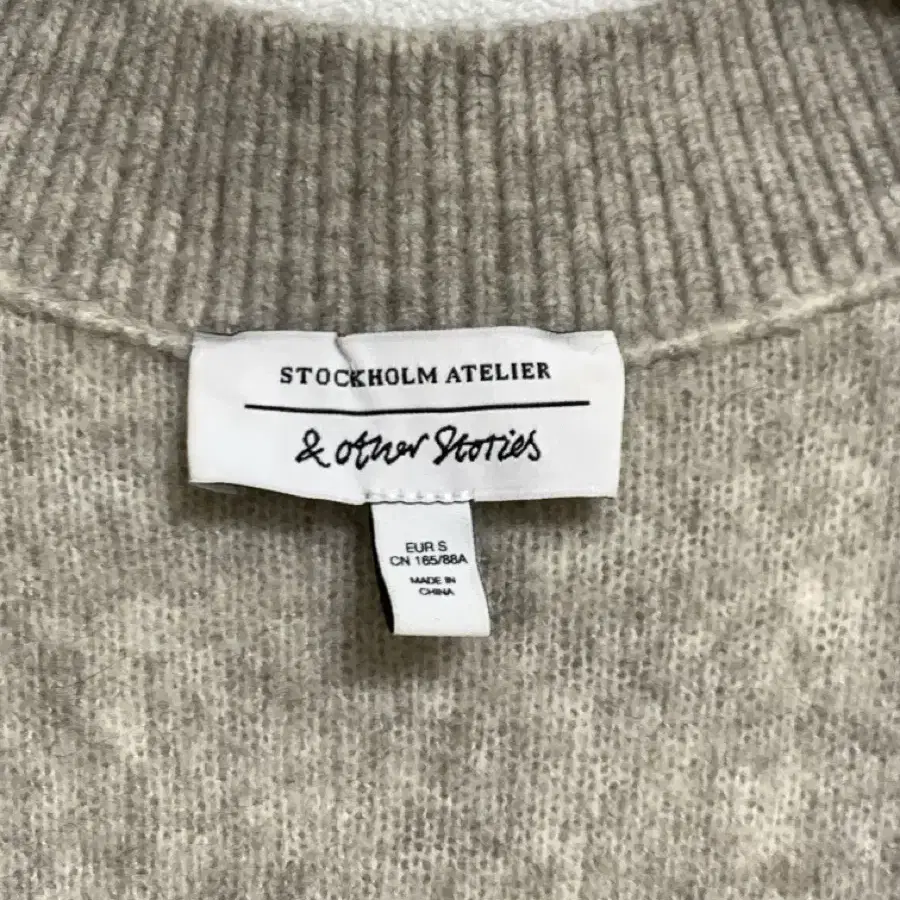 STOCKHOLM ATELIER
& other Stories
EUR S
CN 165/88A
MADE IN
CHINA